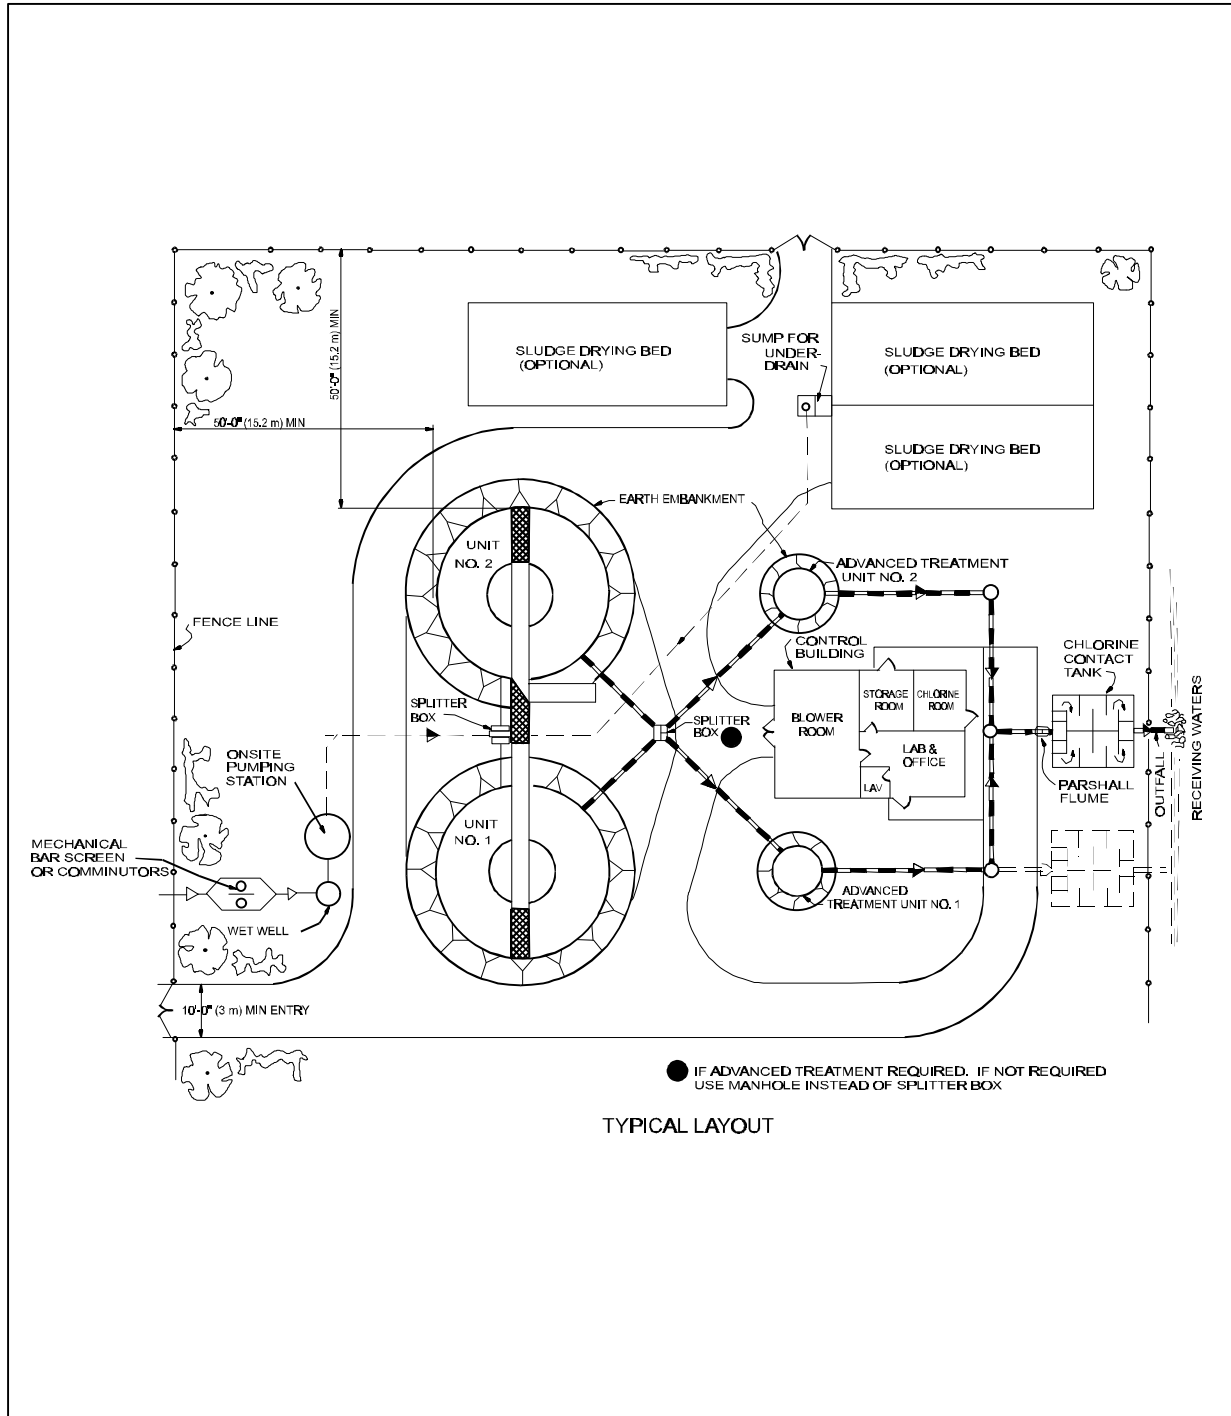 SLUDGE DRYING BED
(OPTIONAL)
SUMP FOR
UNDER-
DRAIN
SLUDGE DRYING BED
(OPTIONAL)
50'-0" (15.2 m) MIN
50'-0" (15.2 m) MIN
SLUDGE DRYING BED
(OPTIONAL)
EARTH EMBANKMENT
UNIT
NO. 2
ADVANCED TREATMENT
UNIT NO. 2
FENCE LINE
CONTROL
BUILDING
CHLORINE
CONTACT
TANK
SPLITTER
BOX
STORAGE
ROOM
CHLORINE
ROOM
SPLITTER
BOX
BLOWER
ROOM
LAB &
OFFICE
LAV
RECEIVING WATERS
OUTFALL
PARSHALL
FLUME
ONSITE
PUMPING
STATION
UNIT
NO. 1
MECHANICAL
BAR SCREEN
OR COMMINUTORS
ADVANCED
TREATMENT UNIT NO. 1
WET WELL
10'-0" (3 m) MIN ENTRY
IF ADVANCED TREATMENT REQUIRED. IF NOT REQUIRED
USE MANHOLE INSTEAD OF SPLITTER BOX
TYPICAL LAYOUT